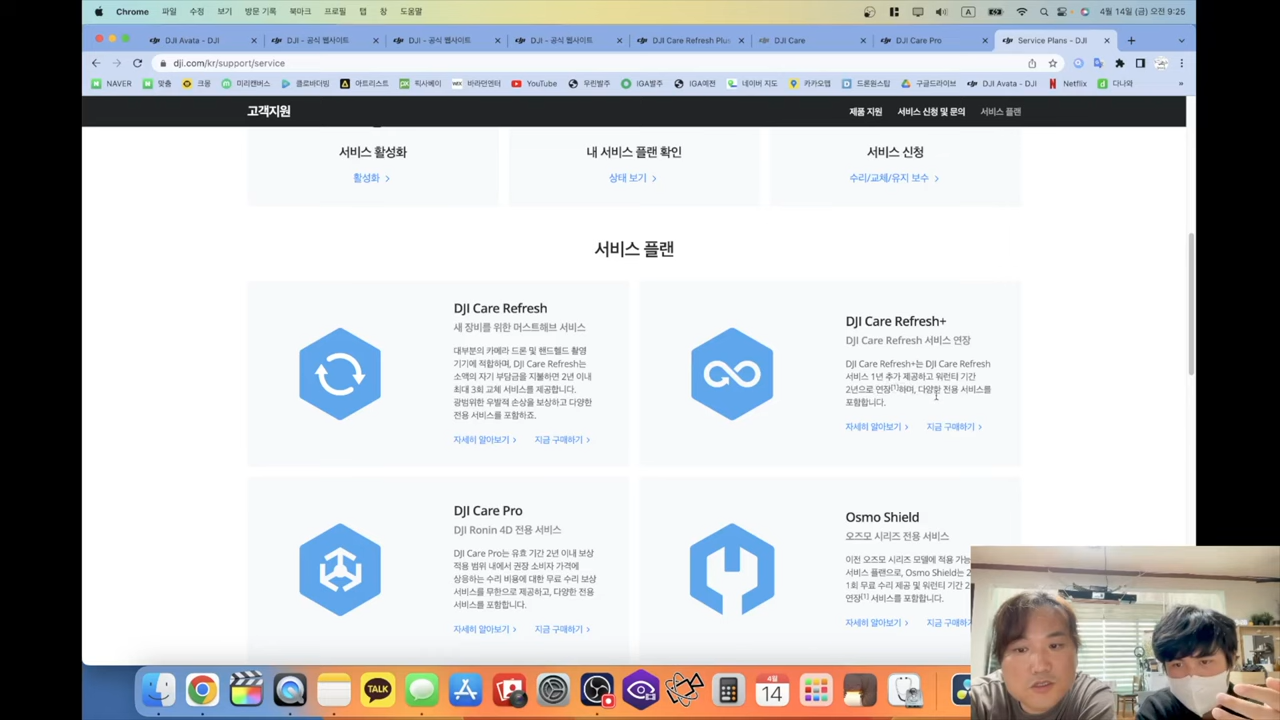 Chrome 파일 수정 보기 방문 기록 북마크 프로필 탭 창 도움말
A 4월 14일 (금) 오전 9:25
DJI Avata - DJI DJI - 공식 웹사이트 DJI - 공식 웹사이트 DJI - 공식 웹사이트 DJI Care Refresh Plus DJI Care DJI Care Pro Service Plans - DJI
dji.com/kr/support/service
NAVER 맞춤 크몽 미리캔버스 클로바더빙 아트리스트 픽사베이 바라던센터 YouTube 우린발주 IGA발주 IGA예전 네이버 지도 카카오맵 드론원스탑 구글드라이브 DJI Avata - DJI Netflix 다나와 »
고객지원
제품 지원 서비스 신청 및 문의 서비스 플랜
서비스 활성화 내 서비스 플랜 확인 서비스 신청
활성화 > 상태 보기 > 수리/교체/유지 보수 >
서비스 플랜
DJI Care Refresh
새 장비를 위한 머스트해브 서비스
대부분의 카메라 드론 및 핸드헬드 촬영
기기에 적합하며, DJI Care Refresh는
소액의 자기 부담금을 지불하면 2년 이내
최대 3회 교체 서비스를 제공합니다.
광범위한 우발적 손상을 보상하고 다양한
전용 서비스를 포함하죠.
자세히 알아보기 > 지금 구매하기 >
DJI Care Refresh+
DJI Care Refresh 서비스 연장
DJI Care Refresh+는 DJI Care Refresh
서비스 1년 추가 제공하고 워런티 기간
2년으로 연장[1]하며, 다양한 전용 서비스를
포함합니다.
자세히 알아보기 > 지금 구매하기 >
DJI Care Pro
DJI Ronin 4D 전용 서비스
DJI Care Pro는 유효 기간 2년 이내 보상
적용 범위 내에서 권장 소비자 가격에
상응하는 수리 비용에 대한 무료 수리 보상
서비스를 무한으로 제공하고, 다양한 전용
서비스를 포함합니다.
자세히 알아보기 > 지금 구매하기 >
Osmo Shield
오즈모 시리즈 전용 서비스
이전 오즈모 시리즈 모델에 적용 가능
서비스 플랜으로, Osmo Shield는 2
1회 무료 수리 제공 및 워런티 기간 2
연장[1] 서비스를 포함합니다.
자세히 알아보기 > 지금 구매하기
TALK
4월
14